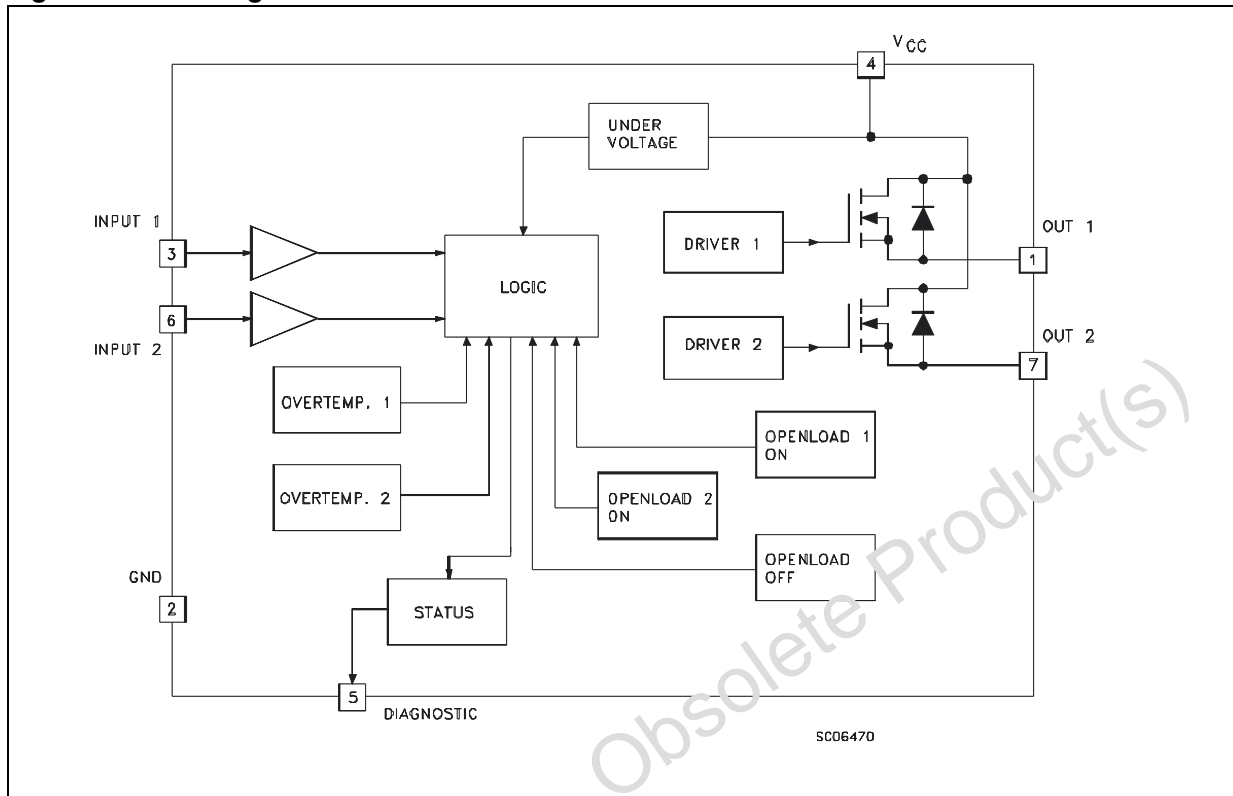 V CC
4
UNDER
VOLTAGE
INPUT 1
3
DRIVER 1
OUT 1
1
LOGIC
6
INPUT 2
DRIVER 2
OUT 2
7
OVERTEMP. 1
OPENLOAD 1
ON
OVERTEMP. 2
OPENLOAD 2
ON
OPENLOAD
OFF
GND
2
STATUS
5
DIAGNOSTIC
SC06470
Obsolete Product(s)